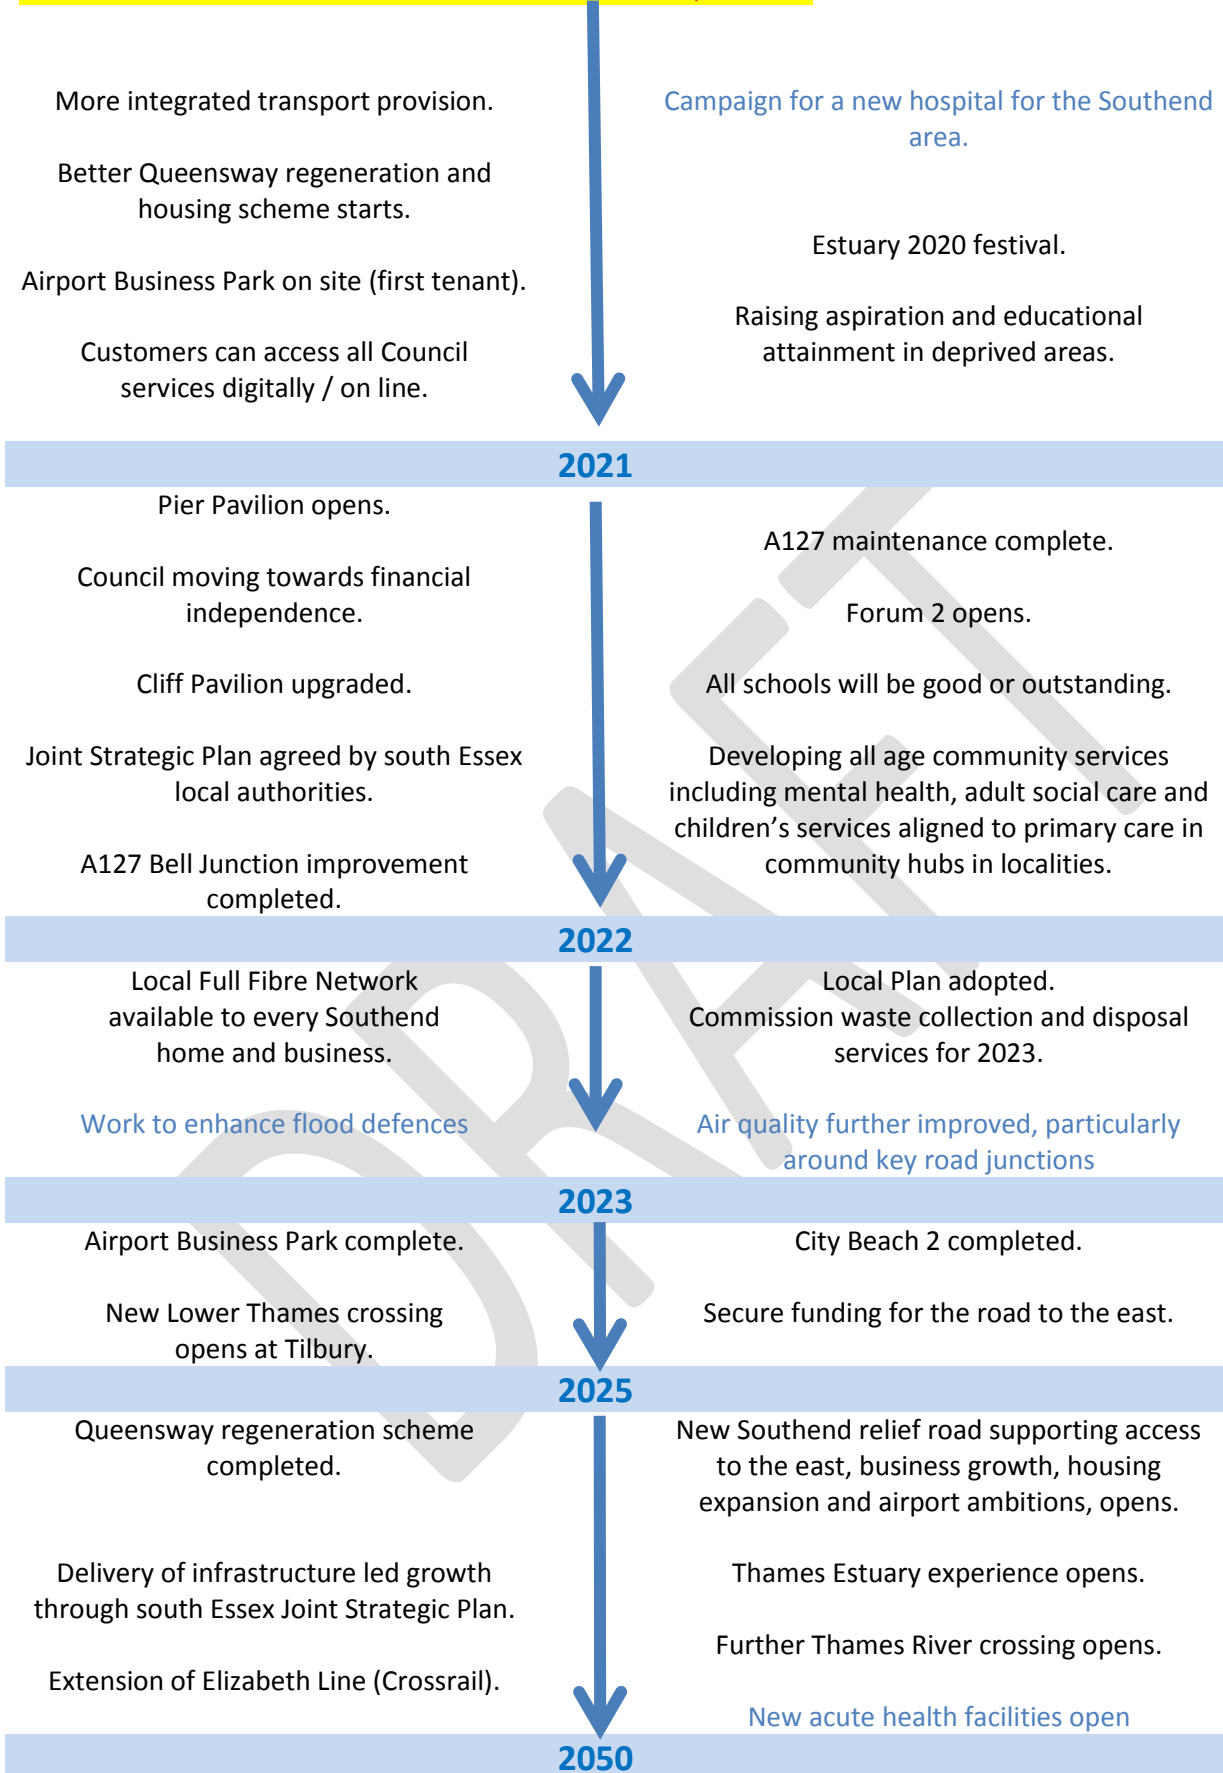 More integrated transport provision.
Better Queensway regeneration and
housing scheme starts.
Airport Business Park on site (first tenant).
Customers can access all Council
services digitally / on line.
Campaign for a new hospital for the Southend
area.
Estuary 2020 festival.
Raising aspiration and educational
attainment in deprived areas.
2021
Pier Pavilion opens.
Council moving towards financial
independence.
Cliff Pavilion upgraded.
Joint Strategic Plan agreed by south Essex
local authorities.
A127 Bell Junction improvement
completed.
A127 maintenance complete.
Forum 2 opens.
All schools will be good or outstanding.
Developing all age community services
including mental health, adult social care and
children’s services aligned to primary care in
community hubs in localities.
2022
Local Full Fibre Network
available to every Southend
home and business.
Work to enhance flood defences
Local Plan adopted.
Commission waste collection and disposal
services for 2023.
Air quality further improved, particularly
around key road junctions
2023
Airport Business Park complete.
New Lower Thames crossing
opens at Tilbury.
City Beach 2 completed.
Secure funding for the road to the east.
2025
Queensway regeneration scheme
completed.
Delivery of infrastructure led growth
through south Essex Joint Strategic Plan.
Extension of Elizabeth Line (Crossrail).
New Southend relief road supporting access
to the east, business growth, housing
expansion and airport ambitions, opens.
Thames Estuary experience opens.
Further Thames River crossing opens.
New acute health facilities open
2050
DRAFT